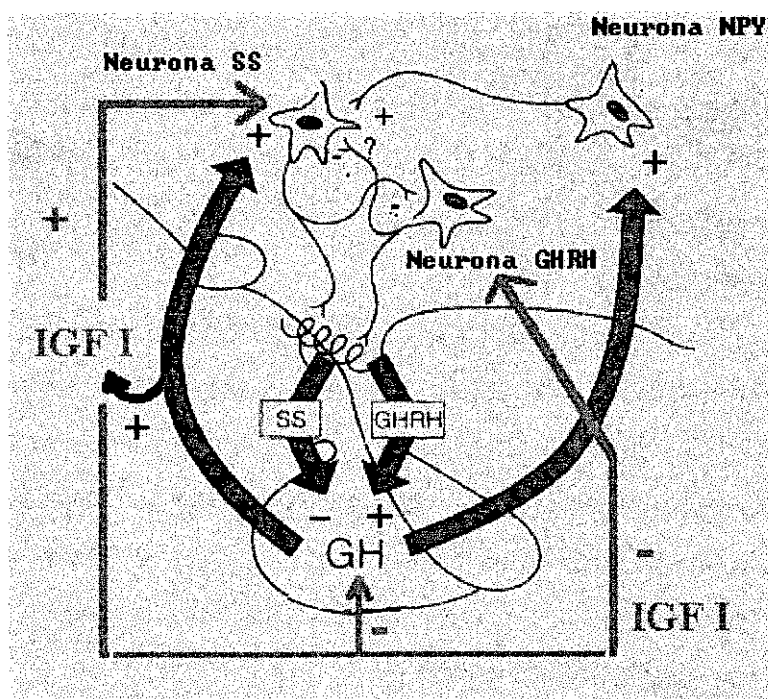 Neurona NPY
Neurona SS
+
+
+
- ?
-
+
Neurona GHRH
IGF I
+
SS
GHRH
- +
GH
-
-
IGF I